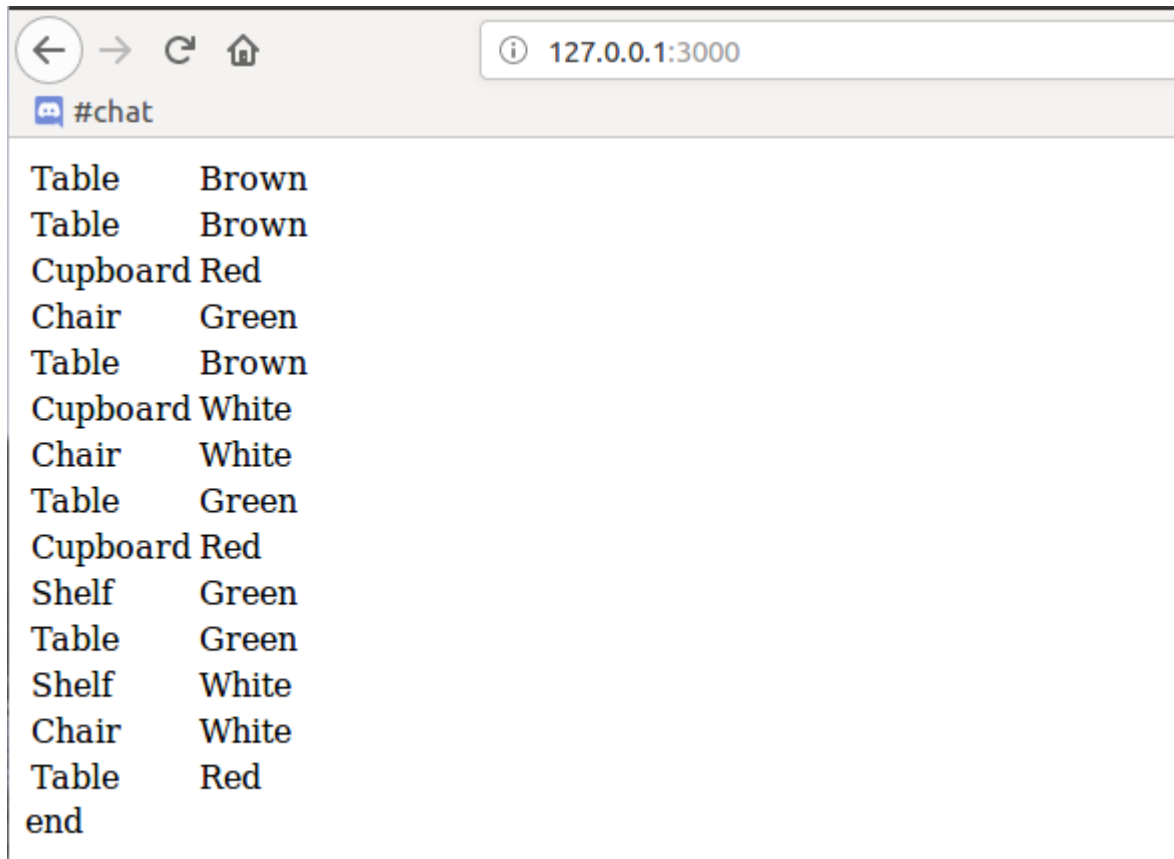 127.0.0.1:3000
#chat
Table Brown
Table Brown
Cupboard Red
Chair Green
Table Brown
Cupboard White
Chair White
Table Green
Cupboard Red
Shelf Green
Table Green
Shelf White
Chair White
Table Red
end